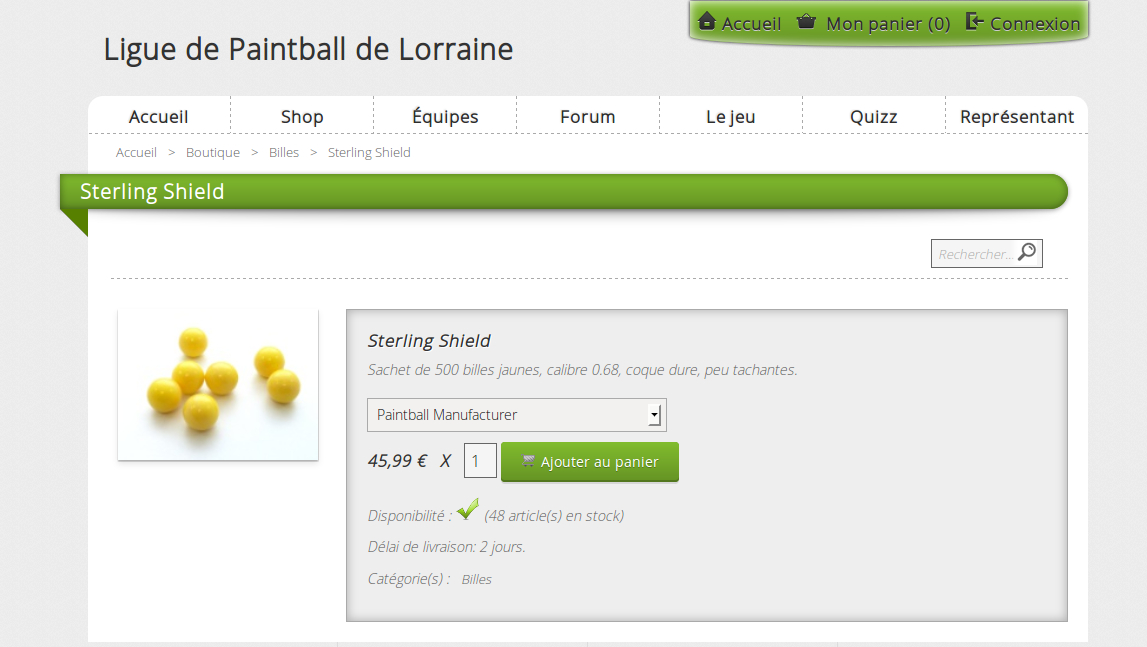 Accueil Mon panier (0) Connexion
Ligue de Paintball de Lorraine
Accueil Shop Équipes Forum Le jeu Quizz Représentant
Accueil > Boutique > Billes > Sterling Shield
Sterling Shield
Rechercher...
Sterling Shield
Sachet de 500 billes jaunes, calibre 0.68, coque dure, peu tachantes.
Paintball Manufacturer
45,99 € X 1 Ajouter au panier
Disponibilité : (48 article(s) en stock)
Délai de livraison: 2 jours.
Catégorie(s) : Billes